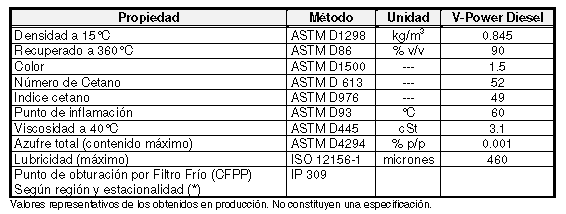 Propiedad Método Unidad V-Power Diesel
Densidad a 15°C ASTM D1298 kg/m³ 0.845
Recuperado a 360°C ASTM D86 % v/v 90
Color ASTM D1500 --- 1.5
Número de Cetano ASTM D 613 --- 52
Indice cetano ASTM D976 --- 49
Punto de inflamación ASTM D93 °C 60
Viscosidad a 40°C ASTM D445 cSt 3.1
Azufre total (contenido máximo) ASTM D4294 % p/p 0.001
Lubricidad (máximo) ISO 12156-1 micrones 460
Punto de obturación por Filtro Frío (CFPP) IP 309
Según región y estacionalidad (*)
Valores representativos de los obtenidos en producción. No constituyen una especificación.